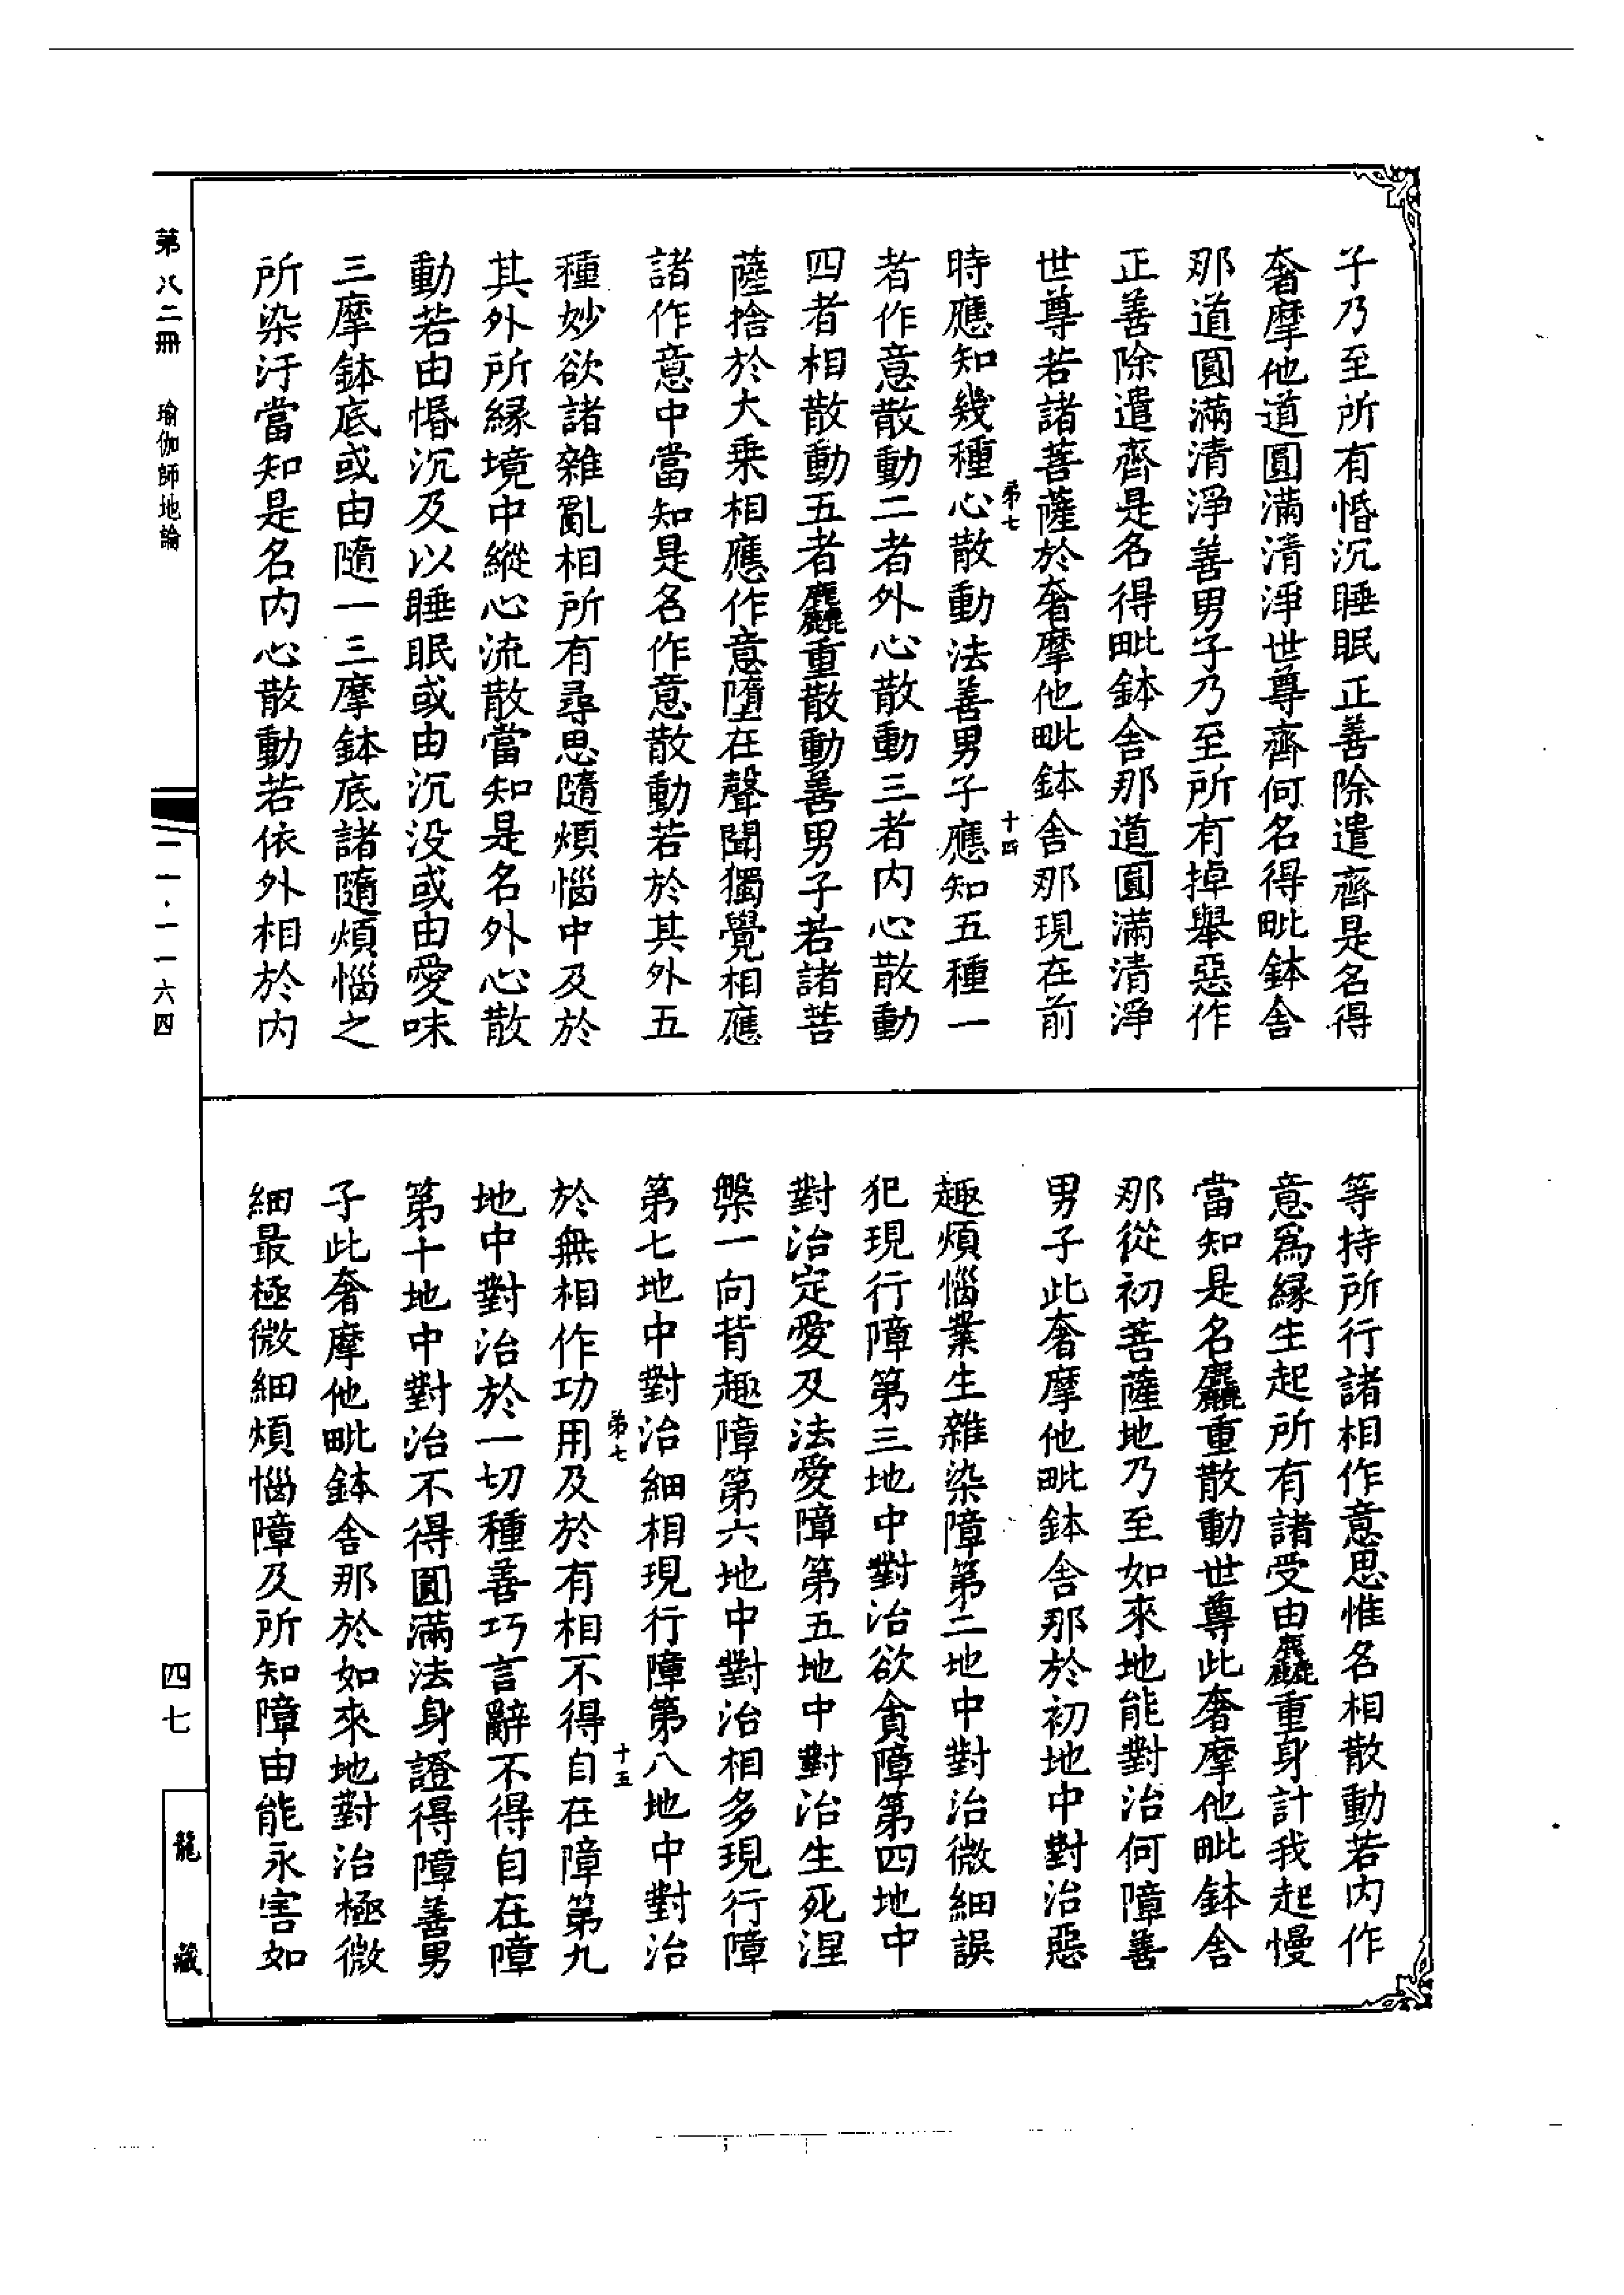 子乃至所有惛沉睡眠正善除遣齊是名得
奢摩他道圓滿清淨世尊齊何名得毗鉢舍
那道圓滿清淨善男子乃至所有掉舉惡作
正善除遣齊是名得毗鉢舍那道圓滿清淨
世尊若諸菩薩於奢摩他毗鉢舍那現在前
第七
十四
時應知幾種心散動法善男子應知五種一
者作意散動二者外心散動三者内心散動
四者相散動五者麤重散動善男子若諸菩
薩捨於大乗相應作意墮在聲聞獨覺相應
諸作意中當知是名作意散動若於其外五
種妙欲諸雜亂相所有尋思隨煩惱中及於
其外所緣境中縱心流散當知是名外心散
動若由惛沉及以睡眠或由沉没或由愛味
三摩鉢底或由隨一三摩鉢底諸隨煩惱之
所染汙當知是名内心散動若依外相於内
等持所行諸相作意思惟名相散動若内作
意爲緣生起所有諸受由麤重身計我起慢
當知是名麤重散動世尊此奢摩他毗鉢舍
那從初菩薩地乃至如來地能對治何障善
男子此奢摩他毗鉢舍那於初地中對治惡
趣煩惱業生雜染障第二地中對治微細誤
犯現行障第三地中對治欲貪障第四地中
對治定愛及法愛障第五地中對治生死涅
槃一向背趣障第六地中對治相多現行障
第七地中對治細相現行障第八地中對治
第七
十五
於無相作功用及於有相不得自在障第九
地中對治於一切種善巧言辭不得自在障
第十地中對治不得圓滿法身證得障善男
子此奢摩他毗鉢舍那於如來地對治極微
細最極微細煩惱障及所知障由能永害如
第八二冊 瑜伽師地論
一一·一一六四
四七
龍藏